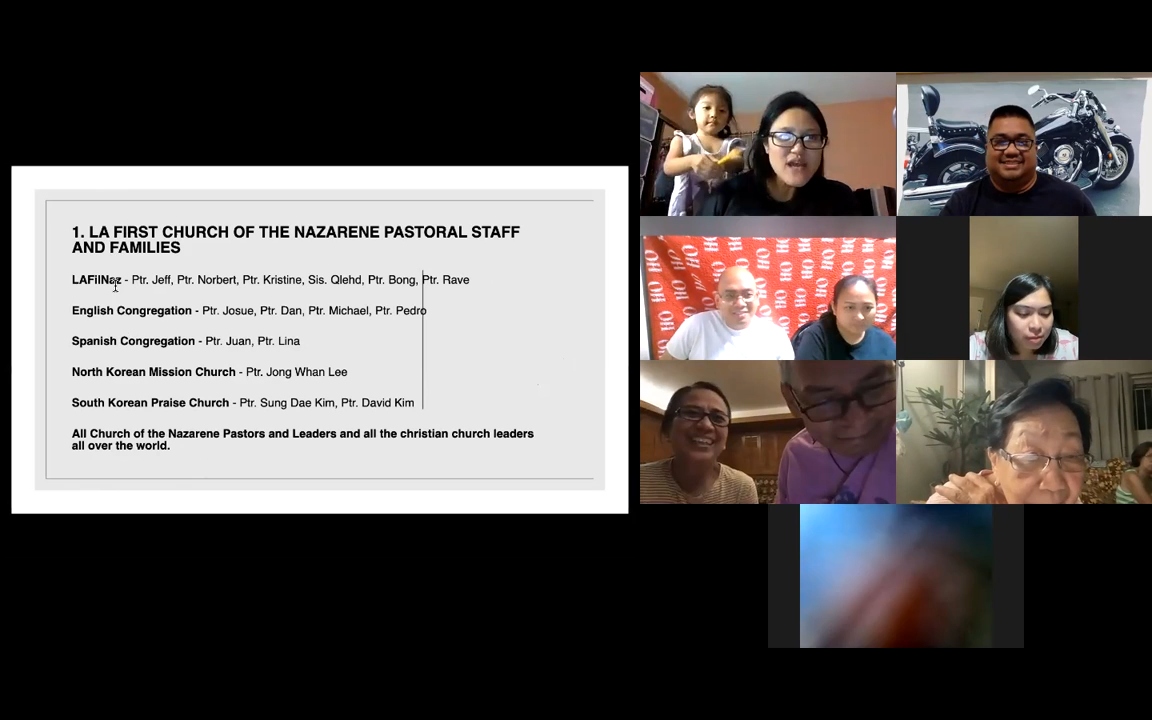 1. LA FIRST CHURCH OF THE NAZARENE PASTORAL STAFF
AND FAMILIES
LAFilNaz - Ptr. Jeff, Ptr. Norbert, Ptr. Kristine, Sis. Qlehd, Ptr. Bong, Ptr. Rave
English Congregation - Ptr. Josue, Ptr. Dan, Ptr. Michael, Ptr. Pedro
Spanish Congregation - Ptr. Juan, Ptr. Lina
North Korean Mission Church - Ptr. Jong Whan Lee
South Korean Praise Church - Ptr. Sung Dae Kim, Ptr. David Kim
All Church of the Nazarene Pastors and Leaders and all the christian church leaders
all over the world.
HO HO HO